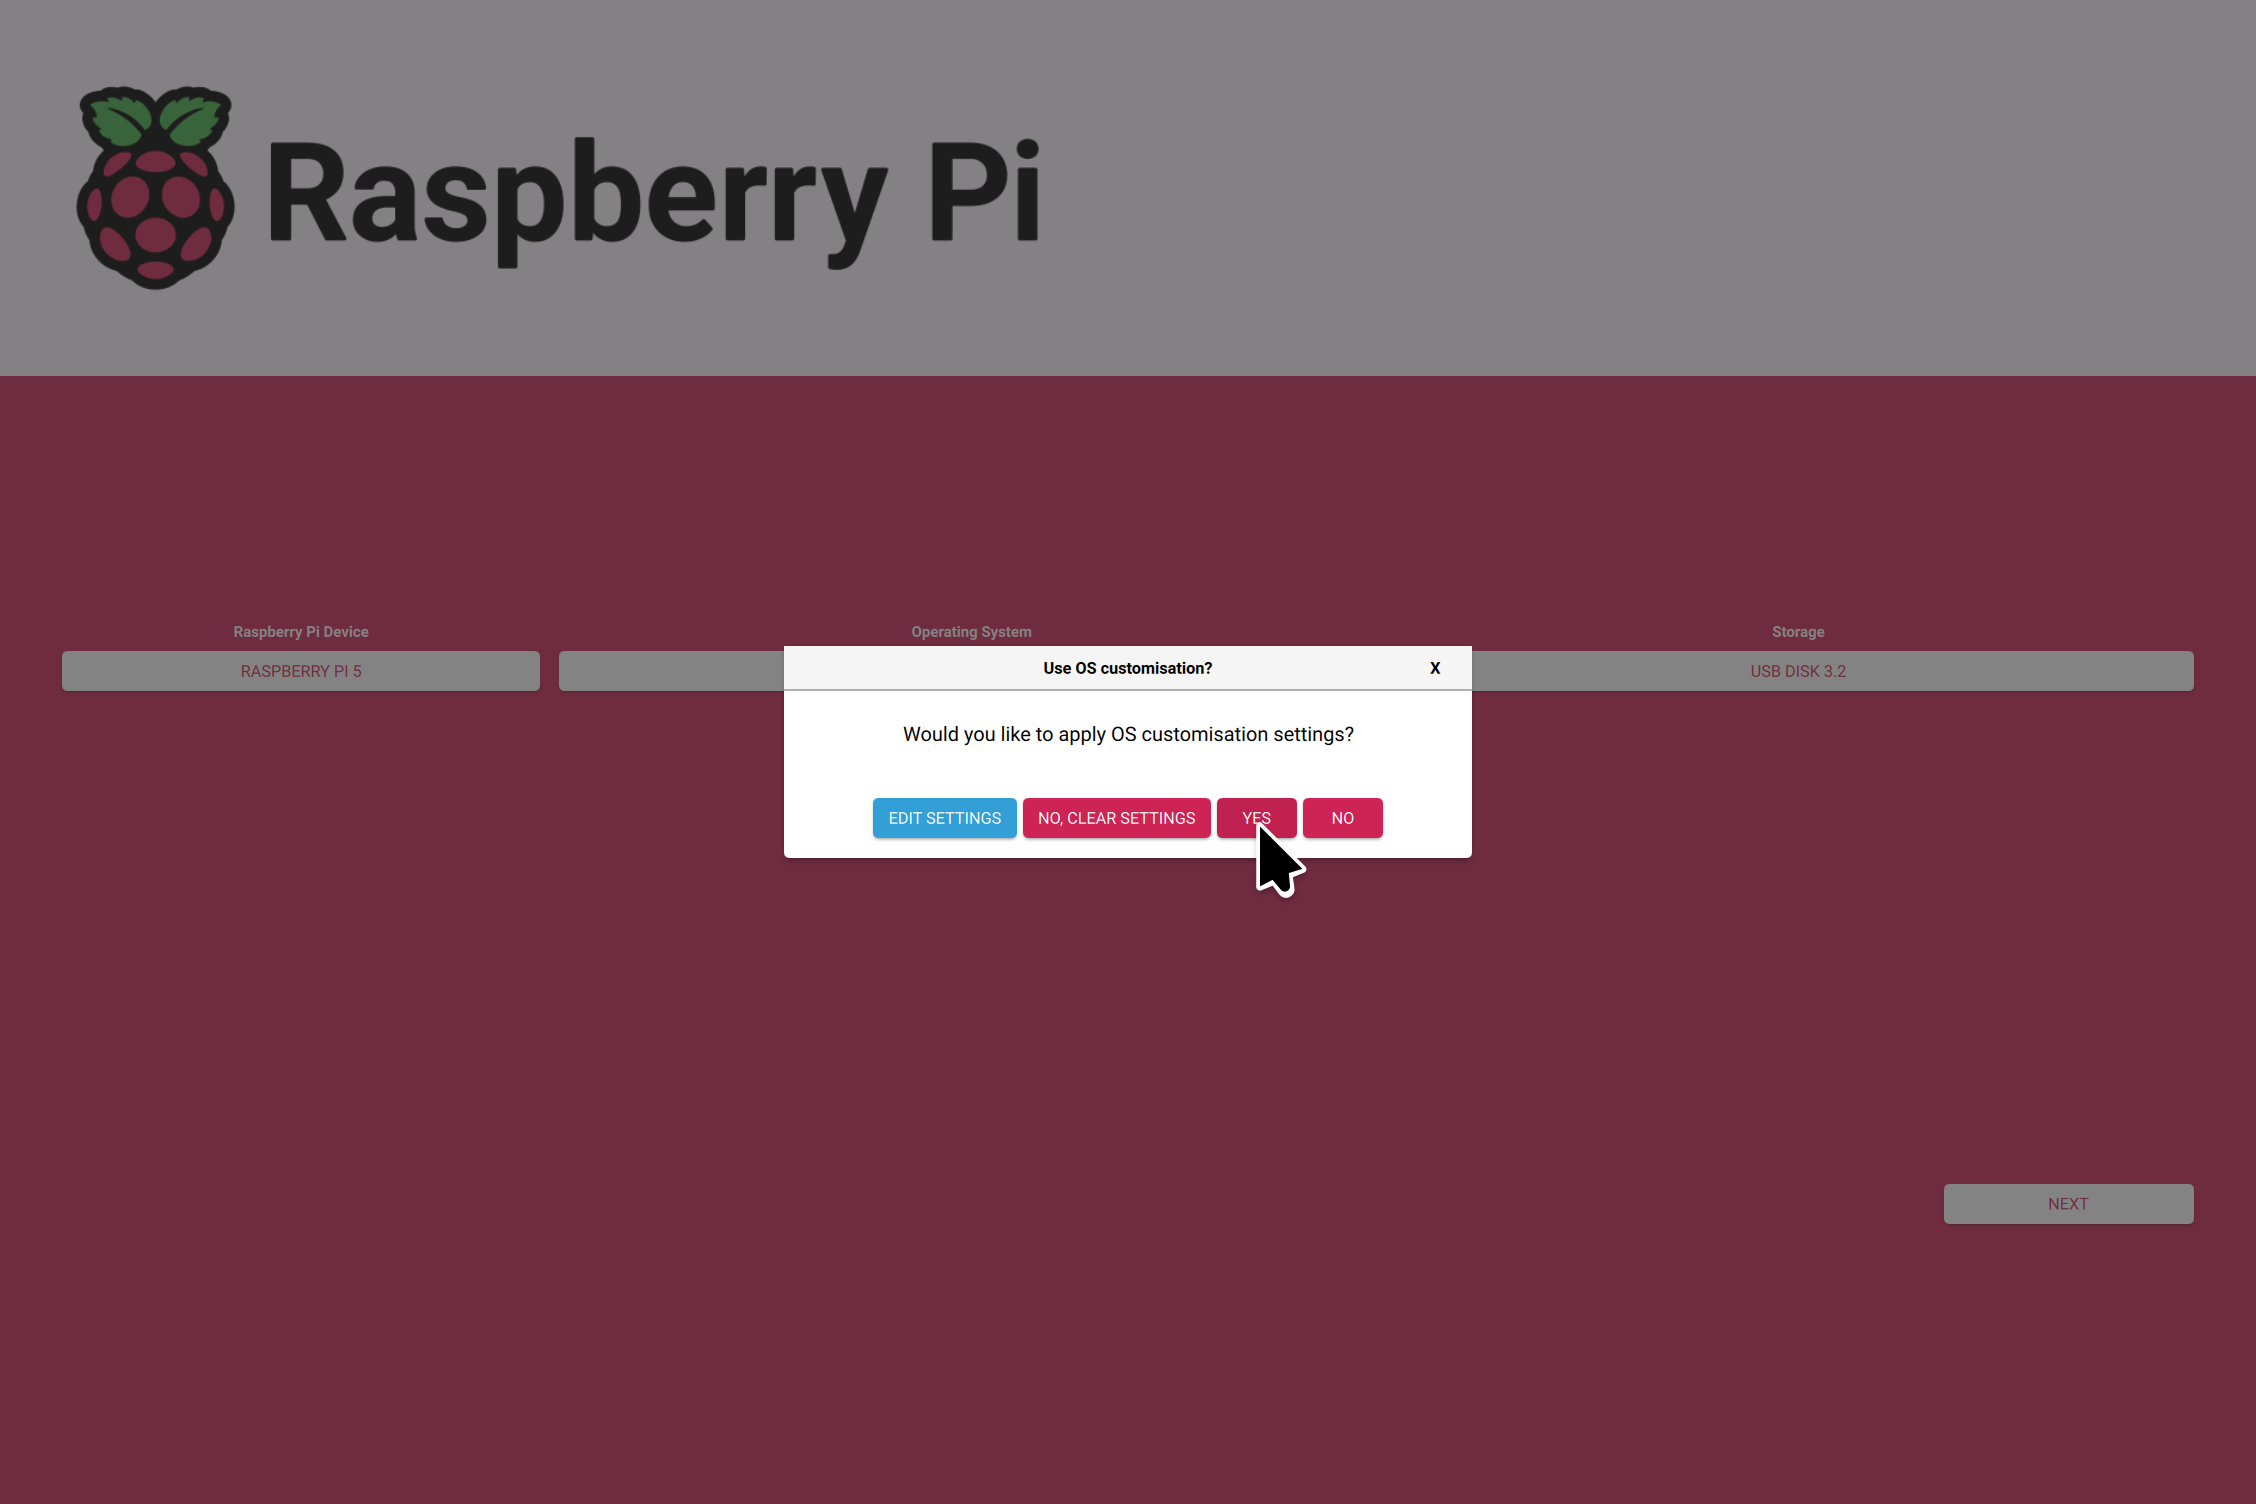 Raspberry Pi
Raspberry Pi Device
Operating System
Storage
RASPBERRY PI 5
USB DISK 3.2
Use OS customisation?
X
Would you like to apply OS customisation settings?
EDIT SETTINGS
NO, CLEAR SETTINGS
YES
NO
NEXT